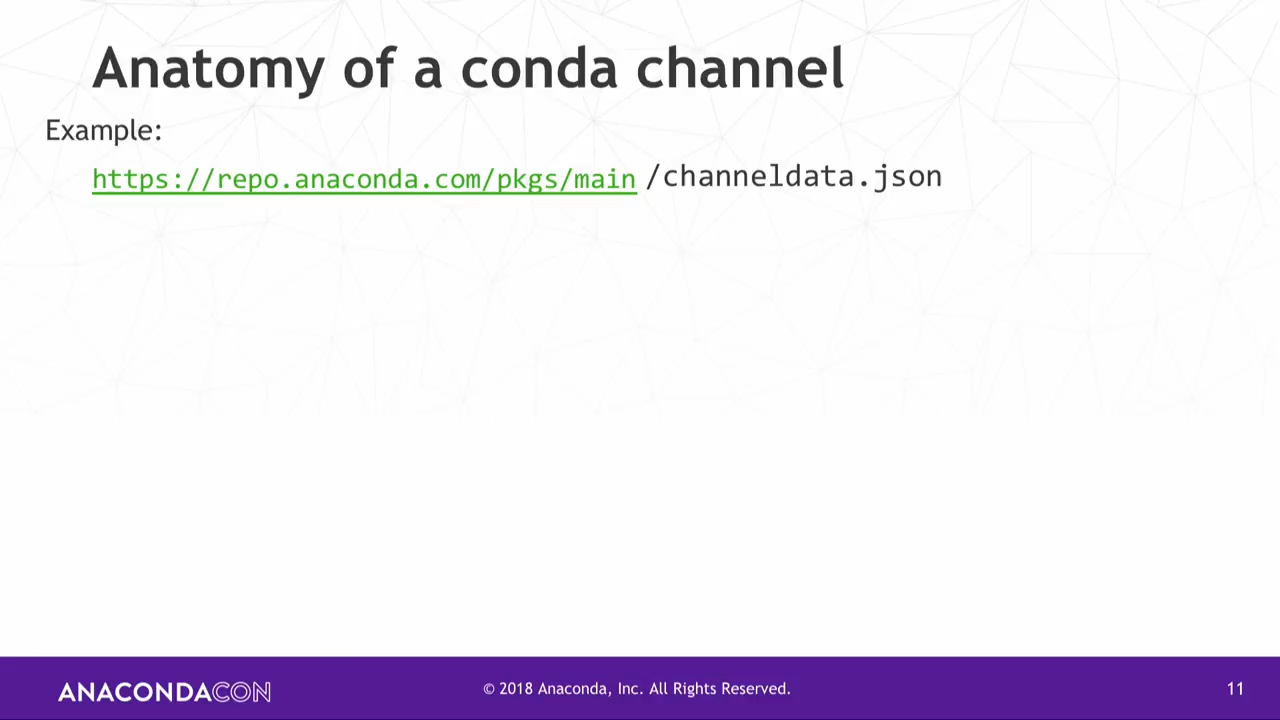 Anatomy of a conda channel
Example:
https://repo.anaconda.com/pkgs/main /channeldata.json
ANACONDACON
© 2018 Anaconda, Inc. All Rights Reserved.
11